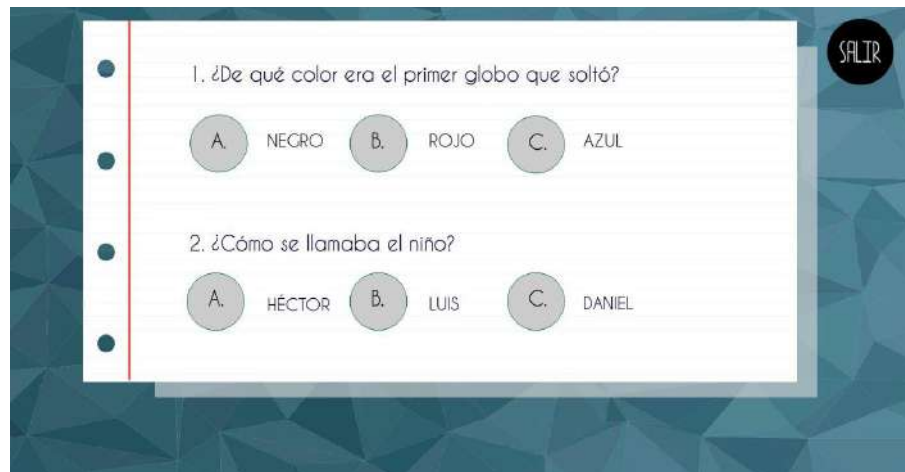 SALIR
1. ¿De qué color era el primer globo que soltó?
A. NEGRO B. ROJO C. AZUL
2. ¿Cómo se llamaba el niño?
A. HÉCTOR B. LUIS C. DANIEL